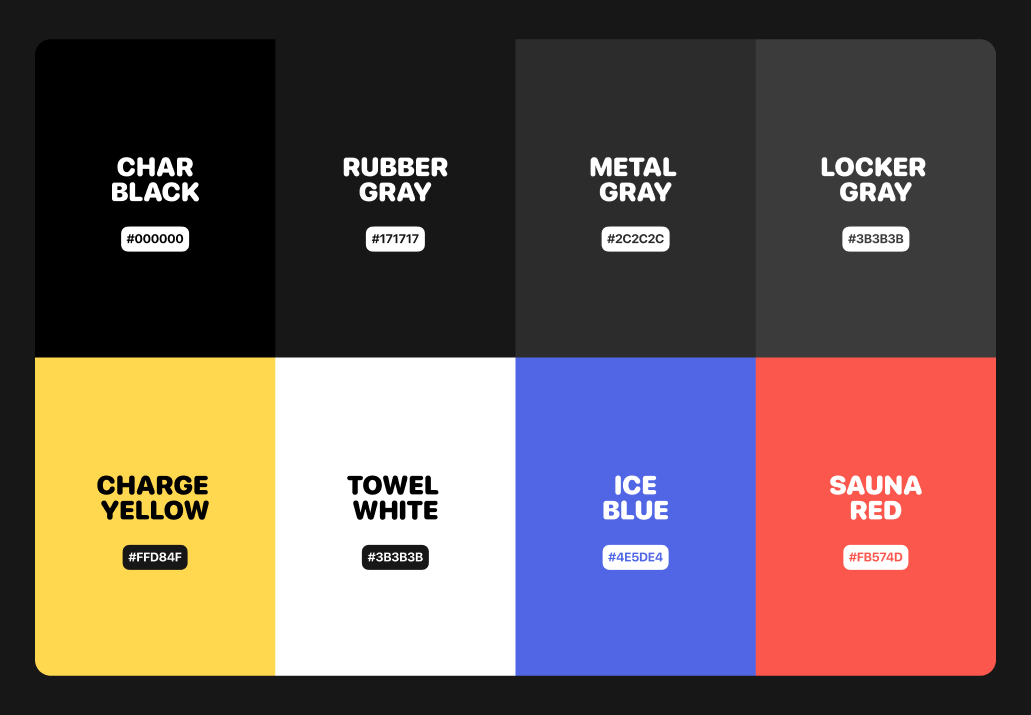 CHAR
BLACK
#000000
RUBBER
GRAY
#171717
METAL
GRAY
#2C2C2C
LOCKER
GRAY
#3B3B3B
CHARGE
YELLOW
#FFD84F
TOWEL
WHITE
#3B3B3B
ICE
BLUE
#4E5DE4
SAUNA
RED
#FB574D